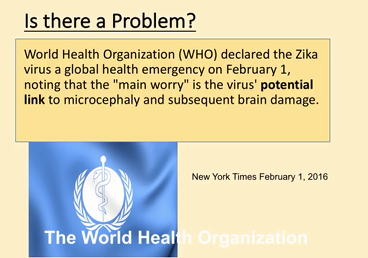 Is there a Problem?
World Health Organization (WHO) declared the Zika
virus a global health emergency on February 1,
noting that the "main worry" is the virus' potential
link to microcephaly and subsequent brain damage.
New York Times February 1, 2016
The World Health Organization